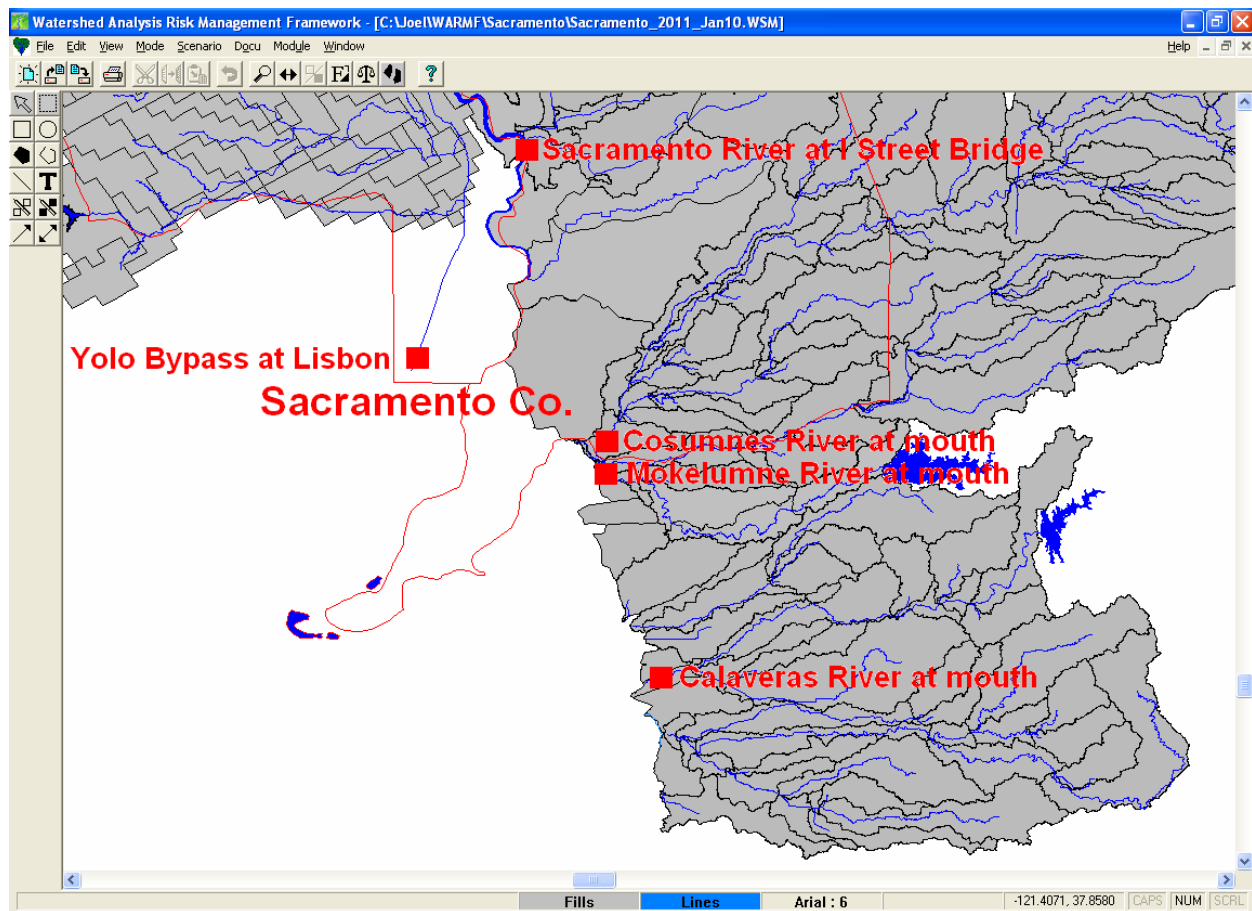 Watershed Analysis Risk Management Framework - [C:\Joel\WARMF\Sacramento\Sacramento_2011_Jan10.WSM]
File Edit View Mode Scenario Docu Module Window Help
Sacramento River at I Street Bridge
Yolo Bypass at Lisbon
Sacramento Co.
Cosumnes River at mouth
Mokelumne River at mouth
Calaveras River at mouth
Fills Lines Arial : 6 -121.4071, 37.8580 CAPS NUM SCRL